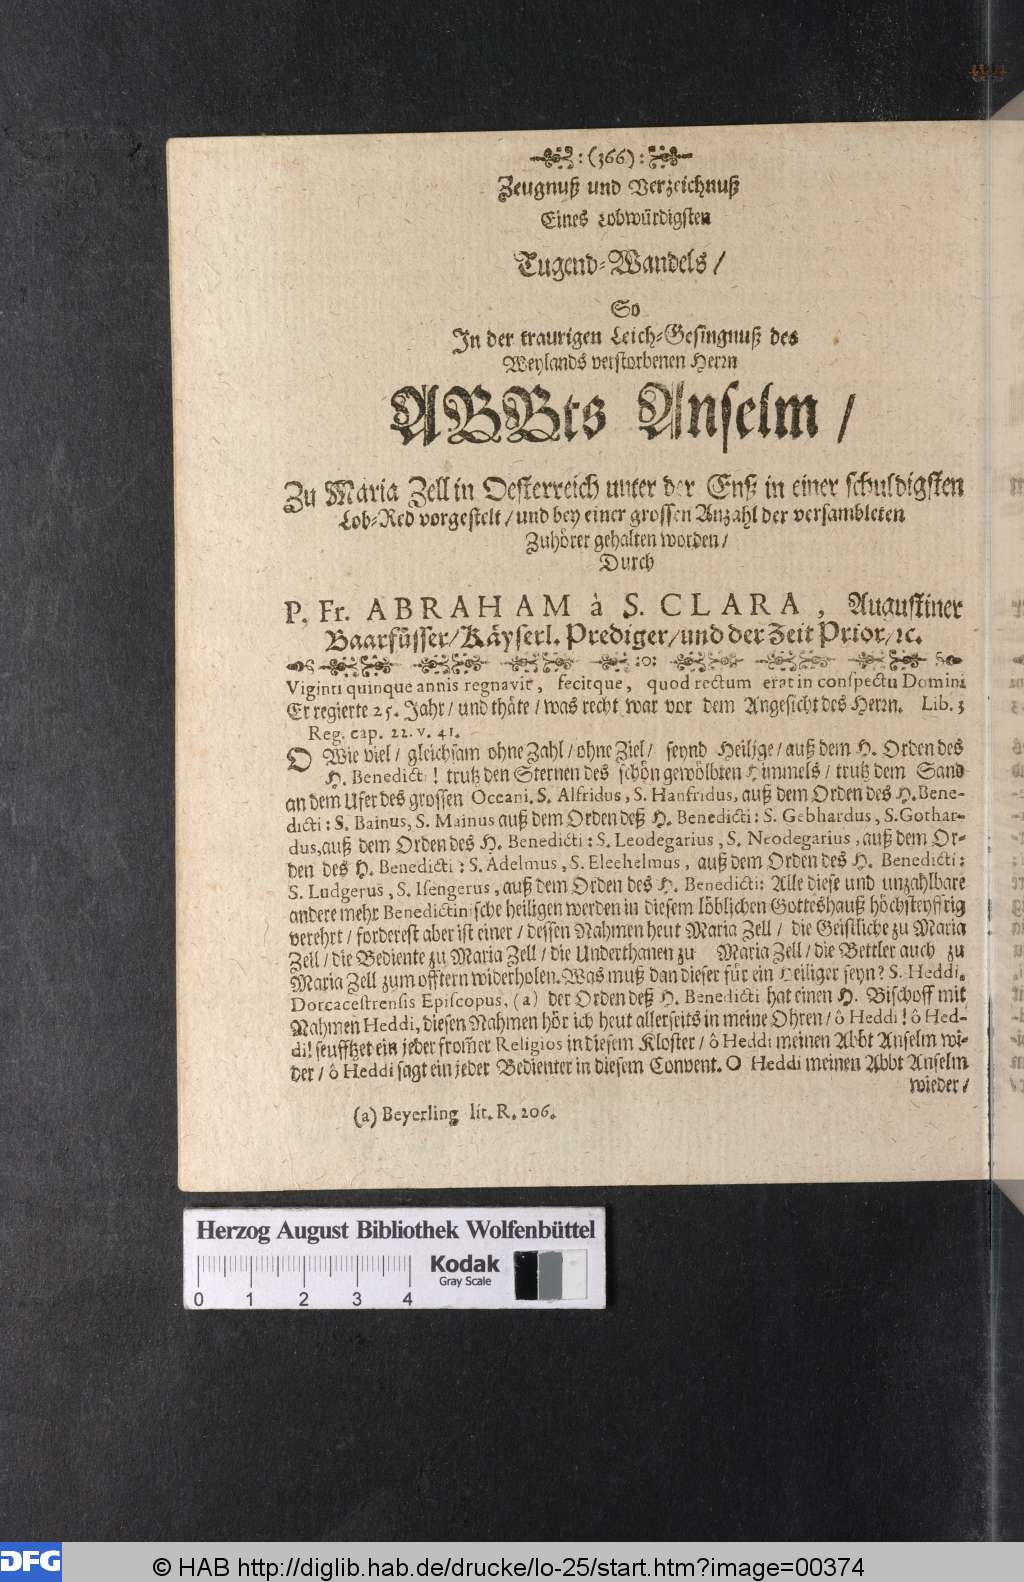 :(366):
Zeugnuß und Verzeichnuß
Eines Lobwürdigsten
Tugend-Wandels /
So
In der traurigen Leich-Gesingnuß des
Weylands verstorbenen Herrn
ABBts Anselm /
Zu Maria Zell in Oesterreich unter der Enß in einer schuldigsten
Lob-Red vorgestelt / und bey einer grossen Anzahl der versambleten
Zuhörer gehalten worden /
Durch
P. Fr. ABRAHAM à S. CLARA, Augustiner
Baarfüsser / Käyserl. Prediger / und der Zeit Prior / ꝛc.
:o:
Viginti quinque annis regnavit, fecitque, quod rectum erat in conspectu Domini
Er regierte 25. Jahr / und thäte / was recht war vor dem Angesicht des Herrn. Lib. 3
Reg. cap. 22. v. 41.
O Wie viel / gleichsam ohne Zahl / ohne Ziel / seynd Heilige / auß dem H. Orden des
H. Benedicti! trutz den Sternen des schön gewölbten Himmels / trutz dem Sand
an dem Ufer des grossen Oceani. S. Alfridus, S. Hanfridus, auß dem Orden des H. Bene-
dicti: S. Bainus, S. Mainus auß dem Orden deß H. Benedicti: S. Gebhardus, S. Gothar-
dus, auß dem Orden des H. Benedicti: S. Leodegarius, S. Neodegarius, auß dem Or-
den des H. Benedicti: S. Adelmus, S. Eleehelmus, auß dem Orden des H. Benedicti:
S. Ludgerus, S. Isengerus, auß dem Orden des H. Benedicti: Alle diese und unzahlbare
andere mehr Benedictinische heiligen werden in diesem löblichen Gotteshauß höchsteyffrig
verehrt / forderest aber ist einer / dessen Nahmen heut Maria Zell / die Geistliche zu Maria
Zell / die Bediente zu Maria Zell / die Underthanen zu Maria Zell / die Bettler auch zu
Maria Zell zum offtern widerholen. Was muß dan dieser für ein Heiliger seyn? S. Heddi.
Dorcacestrensis Episcopus, (a) der Orden deß H. Benedicti hat einen H. Bischoff mit
Nahmen Heddi, diesen Nahmen hör ich heut allerseits in meine Ohren / ô Heddi! ô Hed-
di! seufftzet ein jeder from̃er Religios in diesem Kloster / ô Heddi meinen Abbt Anselm wi-
der / ô Heddi sagt ein jeder Bedienter in diesem Convent. O Heddi meinen Abbt Anselm
wieder /
(a) Beyerling lit. R. 206.
Herzog August Bibliothek Wolfenbüttel
Kodak
Gray Scale
0 1 2 3 4
DFG
© HAB http://diglib.hab.de/drucke/lo-25/start.htm?image=00374